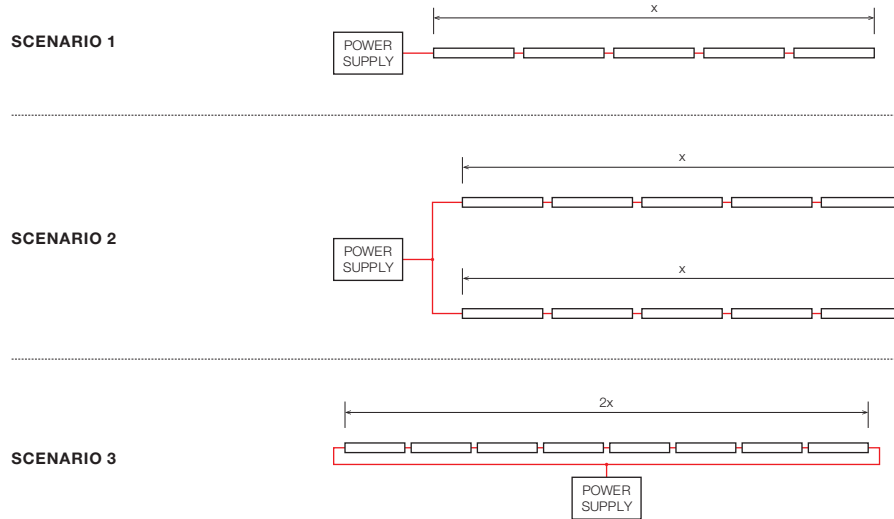 x
SCENARIO 1
POWER
SUPPLY
x
SCENARIO 2
POWER
SUPPLY
x
2x
SCENARIO 3
POWER
SUPPLY